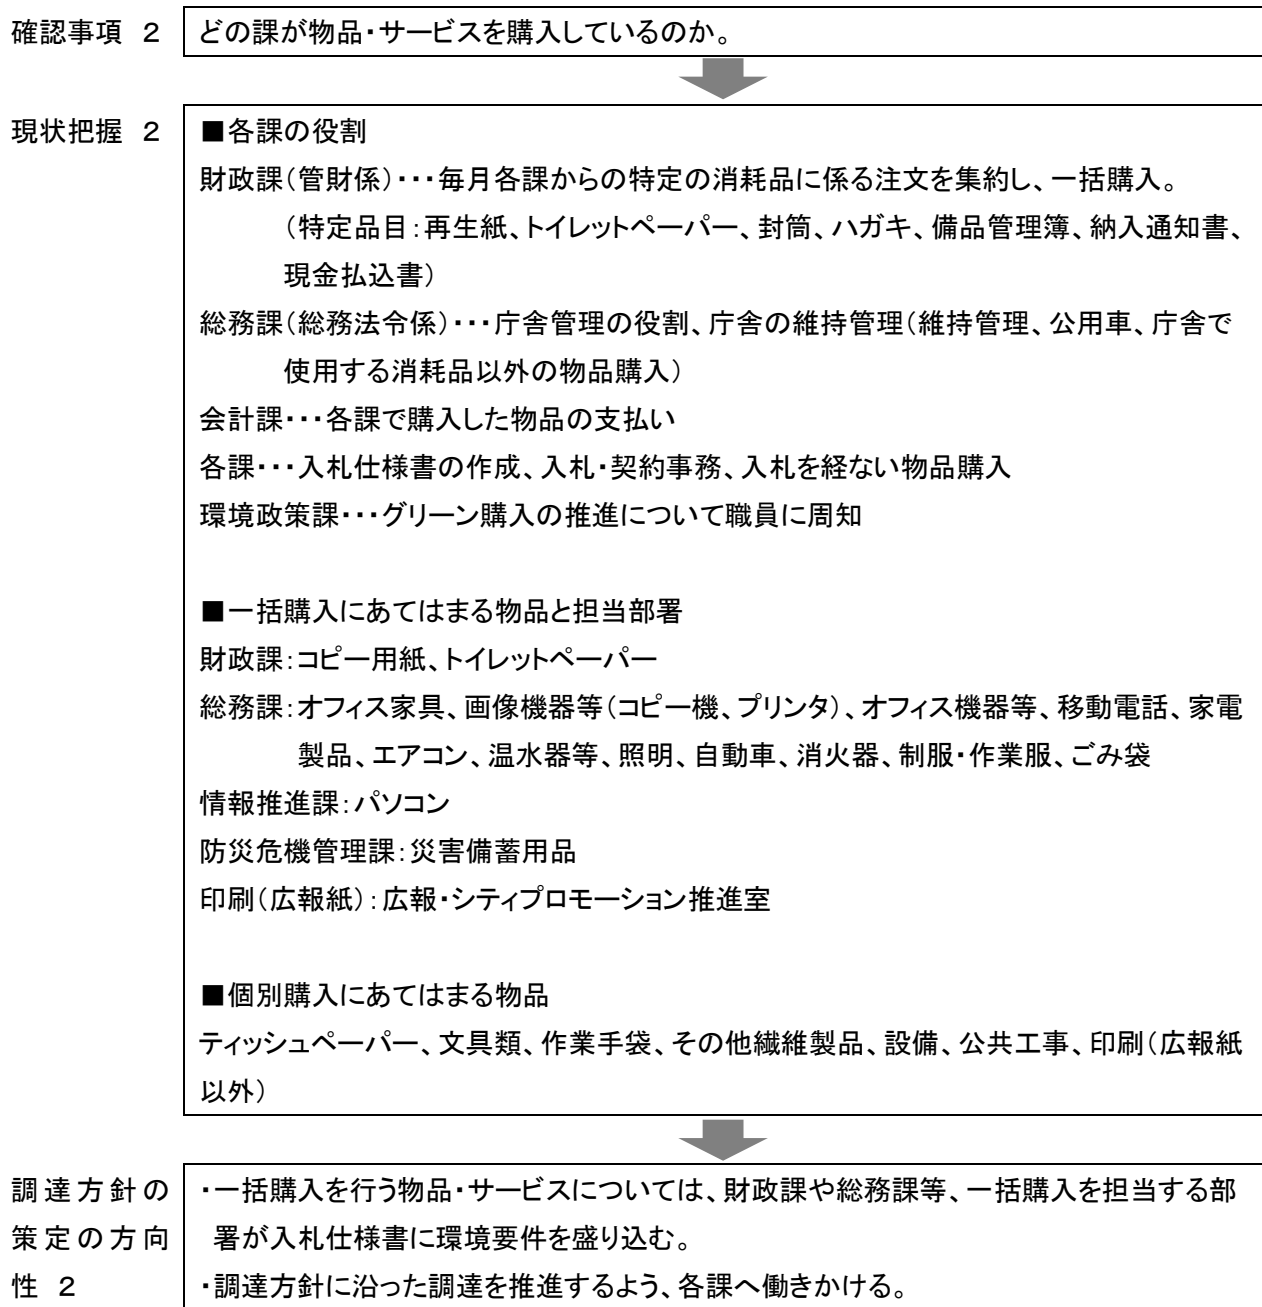 確認事項 2
どの課が物品・サービスを購入しているのか。
現状把握 2
■各課の役割
財政課（管財係）・・・毎月各課からの特定の消耗品に係る注文を集約し、一括購入。
（特定品目：再生紙、トイレットペーパー、封筒、ハガキ、備品管理簿、納入通知書、
現金払込書）
総務課（総務法令係）・・・庁舎管理の役割、庁舎の維持管理（維持管理、公用車、庁舎で
使用する消耗品以外の物品購入）
会計課・・・各課で購入した物品の支払い
各課・・・入札仕様書の作成、入札・契約事務、入札を経ない物品購入
環境政策課・・・グリーン購入の推進について職員に周知
■一括購入にあてはまる物品と担当部署
財政課：コピー用紙、トイレットペーパー
総務課：オフィス家具、画像機器等（コピー機、プリンタ）、オフィス機器等、移動電話、家電
製品、エアコン、温水器等、照明、自動車、消火器、制服・作業服、ごみ袋
情報推進課：パソコン
防災危機管理課：災害備蓄用品
印刷（広報紙）：広報・シティプロモーション推進室
■個別購入にあてはまる物品
ティッシュペーパー、文具類、作業手袋、その他繊維製品、設備、公共工事、印刷（広報紙
以外）
調達方針の
策定の方向
性 2
・一括購入を行う物品・サービスについては、財政課や総務課等、一括購入を担当する部
署が入札仕様書に環境要件を盛り込む。
・調達方針に沿った調達を推進するよう、各課へ働きかける。